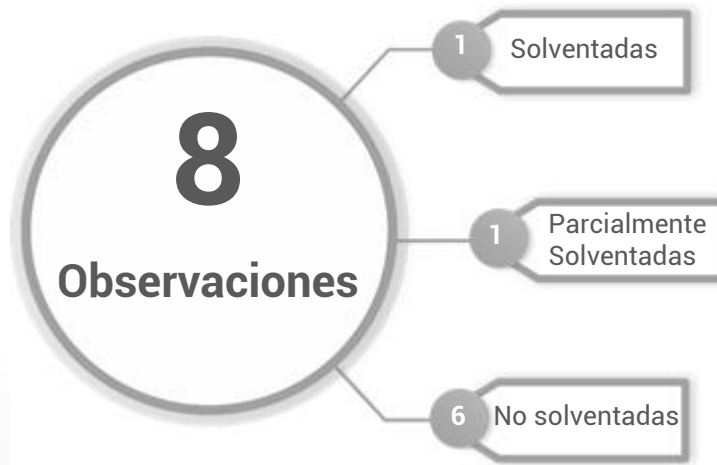 8
Observaciones
1
Solventadas
1
Parcialmente
Solventadas
6
No solventadas